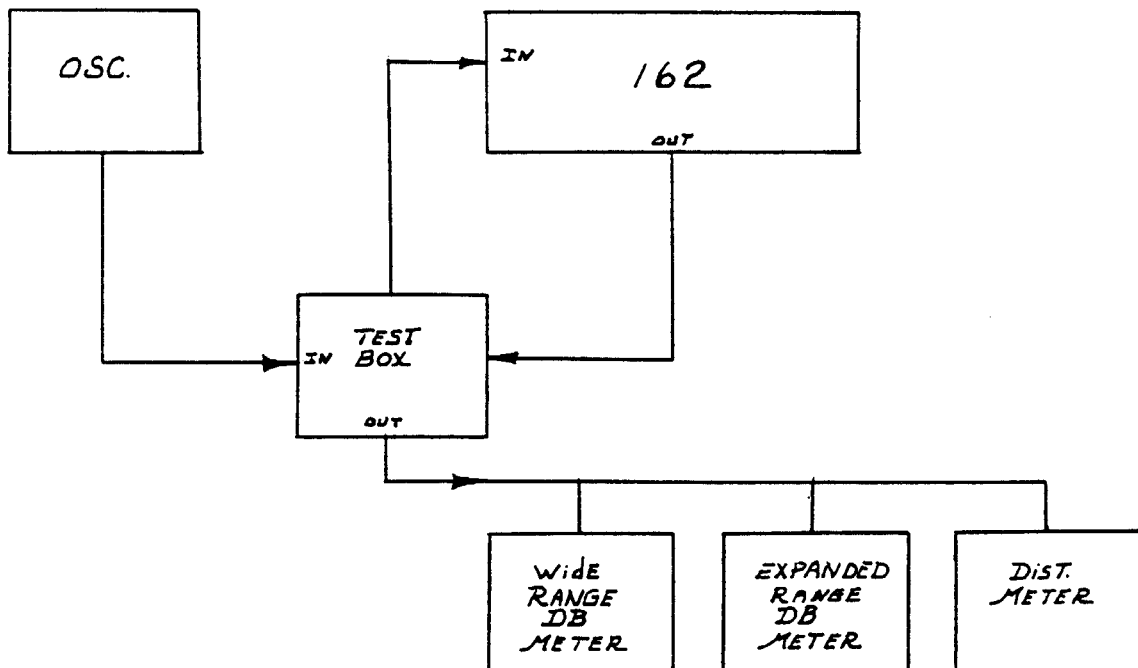 OSC.
IN
162
OUT
TEST
BOX
IN
OUT
WidE
RANGE
DB
METER
EXPANDED
RANGE
DB
METER
DiST.
METER